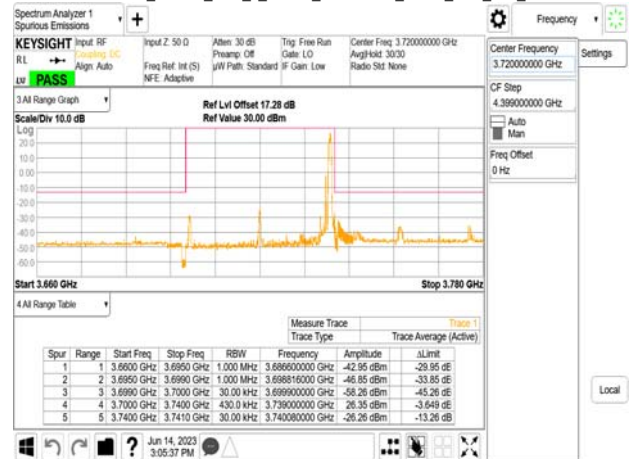 Spectrum Analyzer 1
Spurious Emissions
Frequency
KEYSIGHT Input: RF Input Z: 50 Ω Atten: 30 dB Trig: Free Run Center Freq: 3.720000000 GHz
RL Coupling: DC Preamp: Off Gate: LO Avg|Hold: 30/30
Align: Auto Freq Ref: Int (S) µW Path: Standard IF Gain: Low Radio Std: None
NFE: Adaptive
PASS
Center Frequency
3.720000000 GHz
Settings
CF Step
4.399000000 GHz
Auto
Man
Freq Offset
0 Hz
3 All Range Graph
Ref Lvl Offset 17.28 dB
Scale/Div 10.0 dB Ref Value 30.00 dBm
Log
20.0
10.0
0.00
-10.0
-20.0
-30.0
-40.0
-50.0
-60.0
Start 3.660 GHz Stop 3.780 GHz
4 All Range Table
Measure Trace Trace 1
Trace Type Trace Average (Active)
Spur Range Start Freq Stop Freq RBW Frequency Amplitude ∆Limit
1 1 3.6600 GHz 3.6950 GHz 1.000 MHz 3.686600000 GHz -42.95 dBm -29.95 dB
2 2 3.6950 GHz 3.6990 GHz 1.000 MHz 3.698816000 GHz -46.85 dBm -33.85 dB
3 3 3.6990 GHz 3.7000 GHz 30.00 kHz 3.699900000 GHz -58.26 dBm -45.26 dB
4 4 3.7000 GHz 3.7400 GHz 430.0 kHz 3.739000000 GHz 26.35 dBm -3.649 dB
5 5 3.7400 GHz 3.7410 GHz 30.00 kHz 3.740080000 GHz -26.26 dBm -13.26 dB
Local
Jun 14, 2023
3:05:37 PM